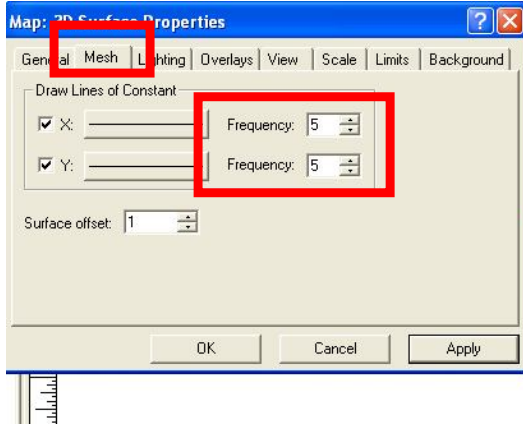 Map: 3D Surface Properties
General Mesh Lighting Overlays View Scale Limits Background
Draw Lines of Constant
X: Frequency: 5
Y: Frequency: 5
Surface offset: 1
OK Cancel Apply